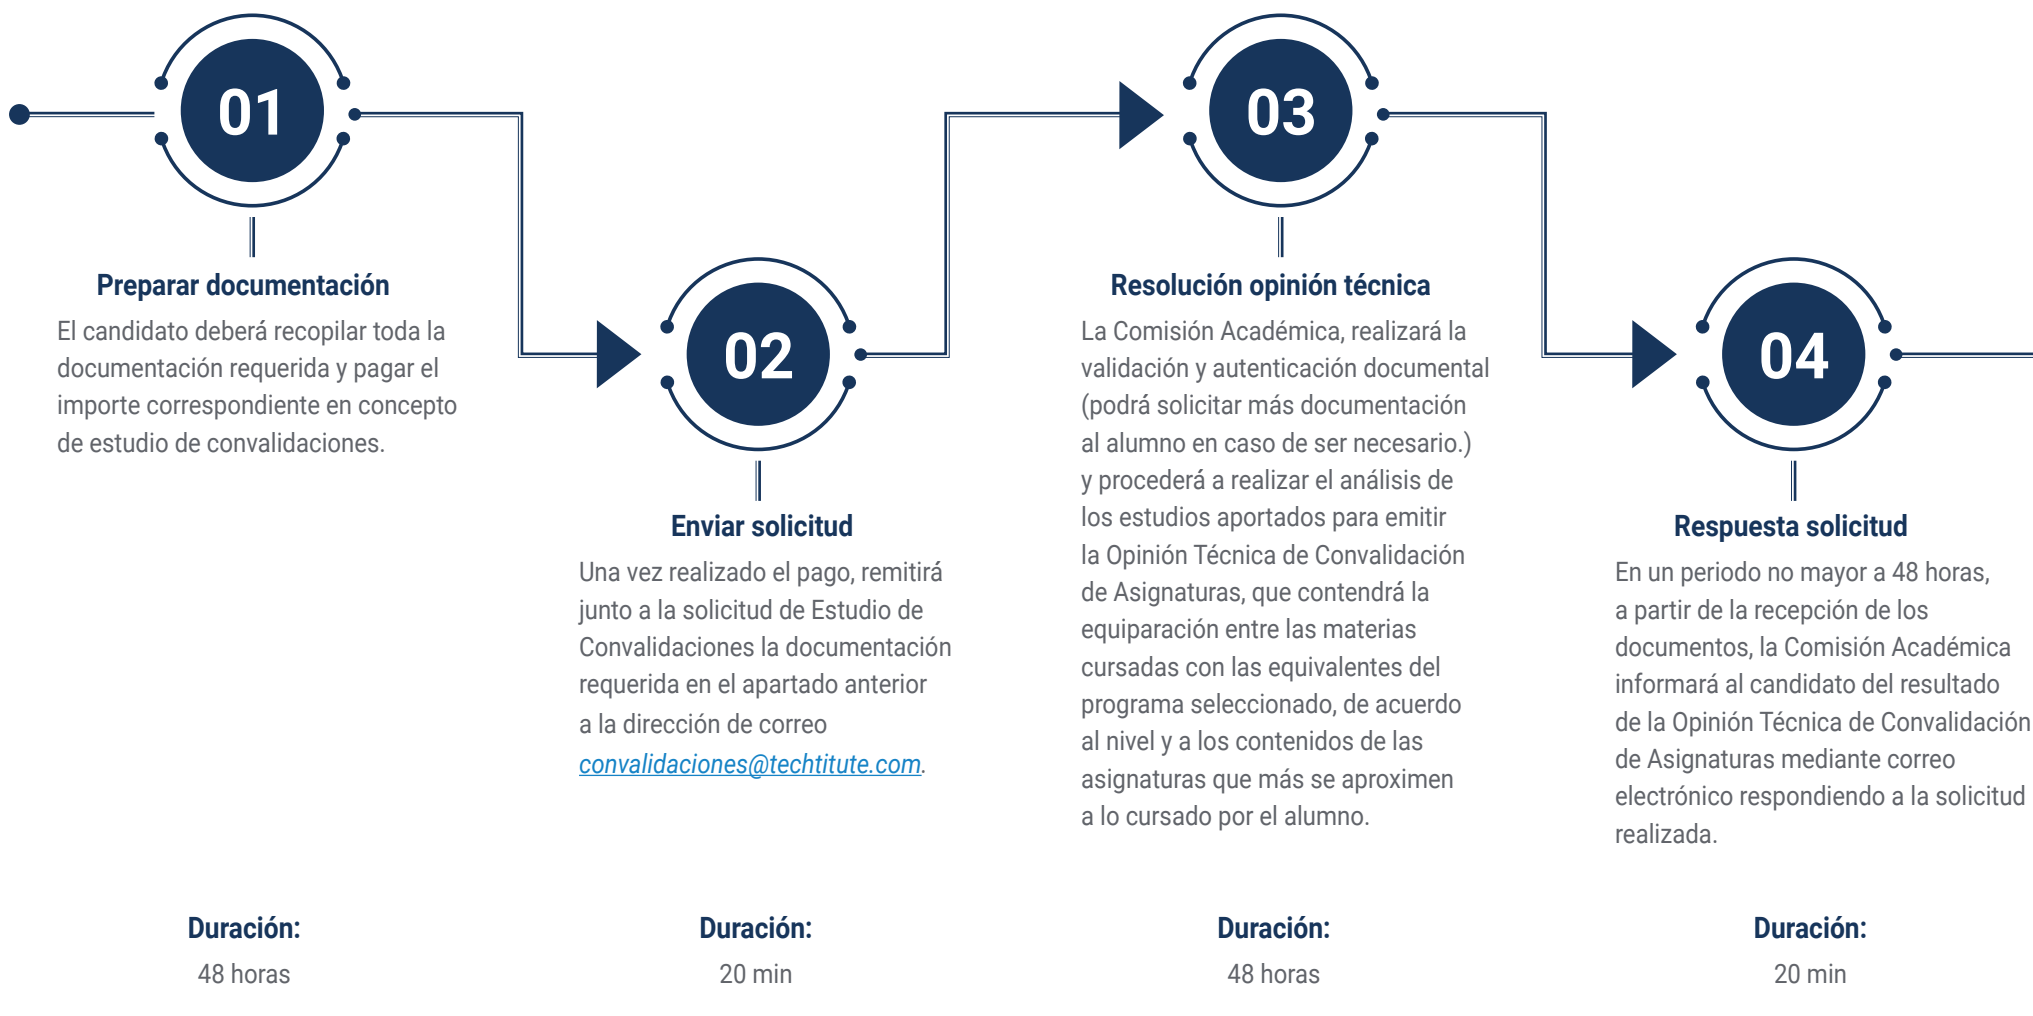 01
Preparar documentación
El candidato deberá recopilar toda la
documentación requerida y pagar el
importe correspondiente en concepto
de estudio de convalidaciones.
Duración:
48 horas
02
Enviar solicitud
Una vez realizado el pago, remitirá
junto a la solicitud de Estudio de
Convalidaciones la documentación
requerida en el apartado anterior
a la dirección de correo
convalidaciones@techtitute.com.
Duración:
20 min
03
Resolución opinión técnica
La Comisión Académica, realizará la
validación y autenticación documental
(podrá solicitar más documentación
al alumno en caso de ser necesario.)
y procederá a realizar el análisis de
los estudios aportados para emitir
la Opinión Técnica de Convalidación
de Asignaturas, que contendrá la
equiparación entre las materias
cursadas con las equivalentes del
programa seleccionado, de acuerdo
al nivel y a los contenidos de las
asignaturas que más se aproximen
a lo cursado por el alumno.
Duración:
48 horas
04
Respuesta solicitud
En un periodo no mayor a 48 horas,
a partir de la recepción de los
documentos, la Comisión Académica
informará al candidato del resultado
de la Opinión Técnica de Convalidación
de Asignaturas mediante correo
electrónico respondiendo a la solicitud
realizada.
Duración:
20 min